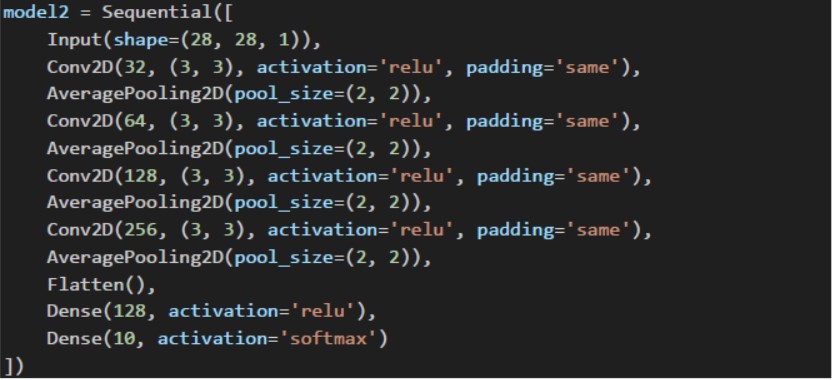 model2 = Sequential([
    Input(shape=(28, 28, 1)),
    Conv2D(32, (3, 3), activation='relu', padding='same'),
    AveragePooling2D(pool_size=(2, 2)),
    Conv2D(64, (3, 3), activation='relu', padding='same'),
    AveragePooling2D(pool_size=(2, 2)),
    Conv2D(128, (3, 3), activation='relu', padding='same'),
    AveragePooling2D(pool_size=(2, 2)),
    Conv2D(256, (3, 3), activation='relu', padding='same'),
    AveragePooling2D(pool_size=(2, 2)),
    Flatten(),
    Dense(128, activation='relu'),
    Dense(10, activation='softmax')
])